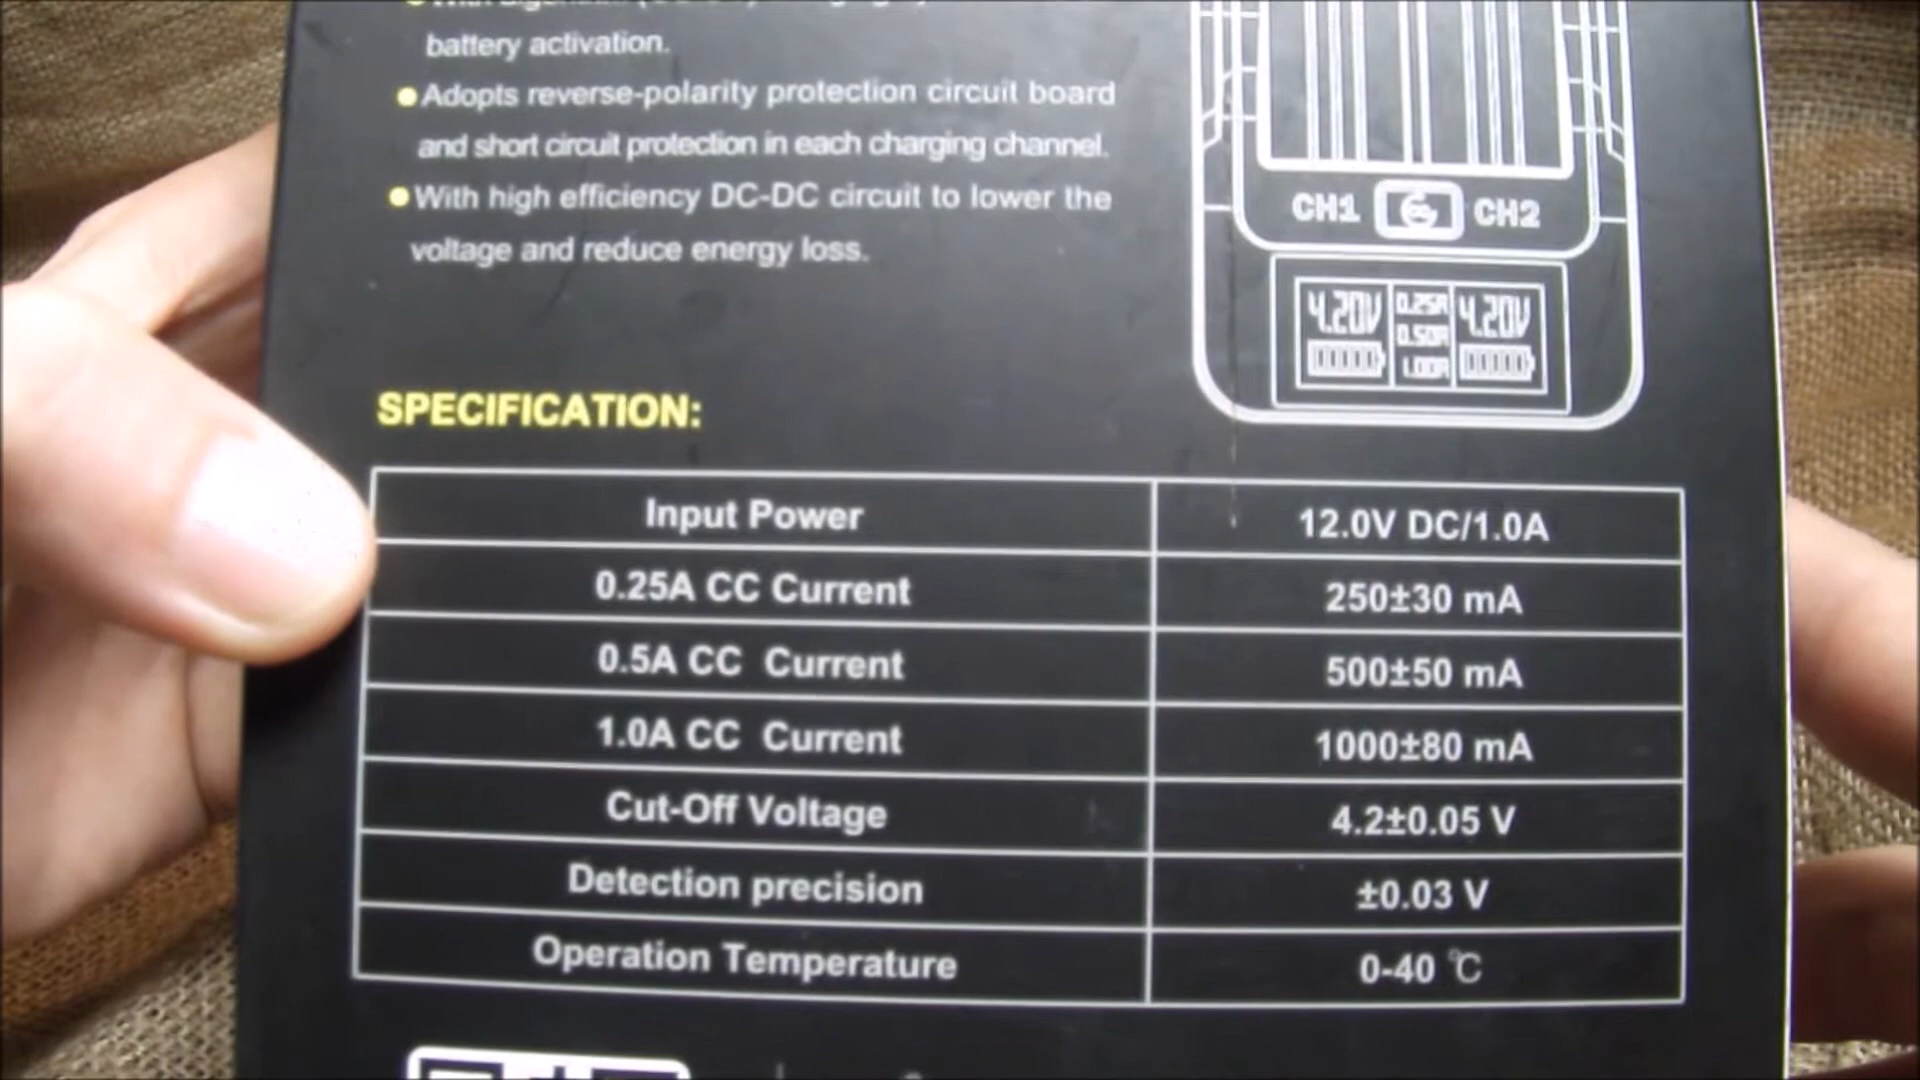 battery activation.
Adopts reverse-polarity protection circuit board
and short circuit protection in each charging channel.
With high efficiency DC-DC circuit to lower the
voltage and reduce energy loss.
CH1 CH2
4.20V 0.25A 4.20V
0.50A
1.00A
SPECIFICATION:
Input Power 12.0V DC/1.0A
0.25A CC Current 250±30 mA
0.5A CC Current 500±50 mA
1.0A CC Current 1000±80 mA
Cut-Off Voltage 4.2±0.05 V
Detection precision ±0.03 V
Operation Temperature 0-40 ℃